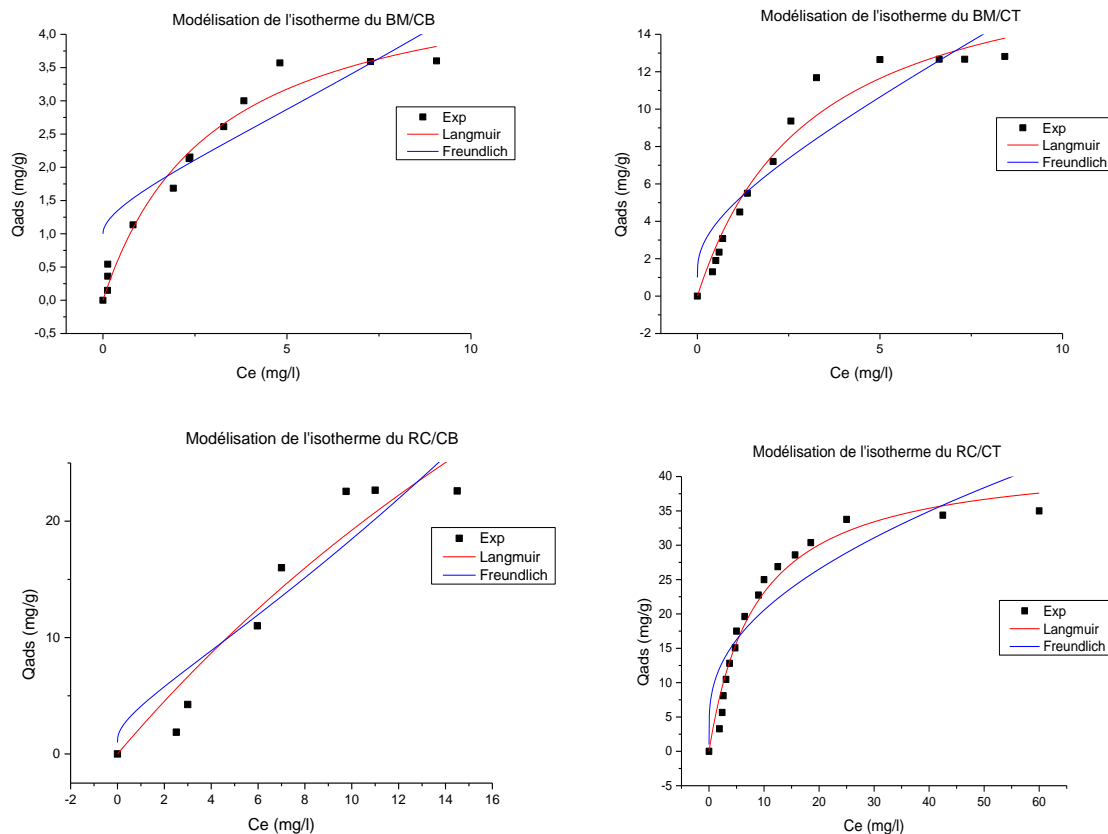 Modélisation de l'isotherme du BM/CB
4,0
3,5
3,0
2,5
2,0
1,5
1,0
0,5
0,0
-0,5
Qads (mg/g)
0
5
10
Ce (mg/l)
Exp
Langmuir
Freundlich
Modélisation de l'isotherme du BM/CT
14
12
10
8
6
4
2
0
-2
Qads (mg/g)
0
5
10
Ce (mg/l)
Exp
Langmuir
Freundlich
Modélisation de l'isotherme du RC/CB
20
10
0
Qads (mg/g)
-2
0
2
4
6
8
10
12
14
16
Ce (mg/l)
Exp
Langmuir
Freundlich
Modélisation de l'isotherme du RC/CT
40
35
30
25
20
15
10
5
0
-5
Qads (mg/g)
0
10
20
30
40
50
60
Ce (mg/l)
Exp
Langmuir
Freundlich